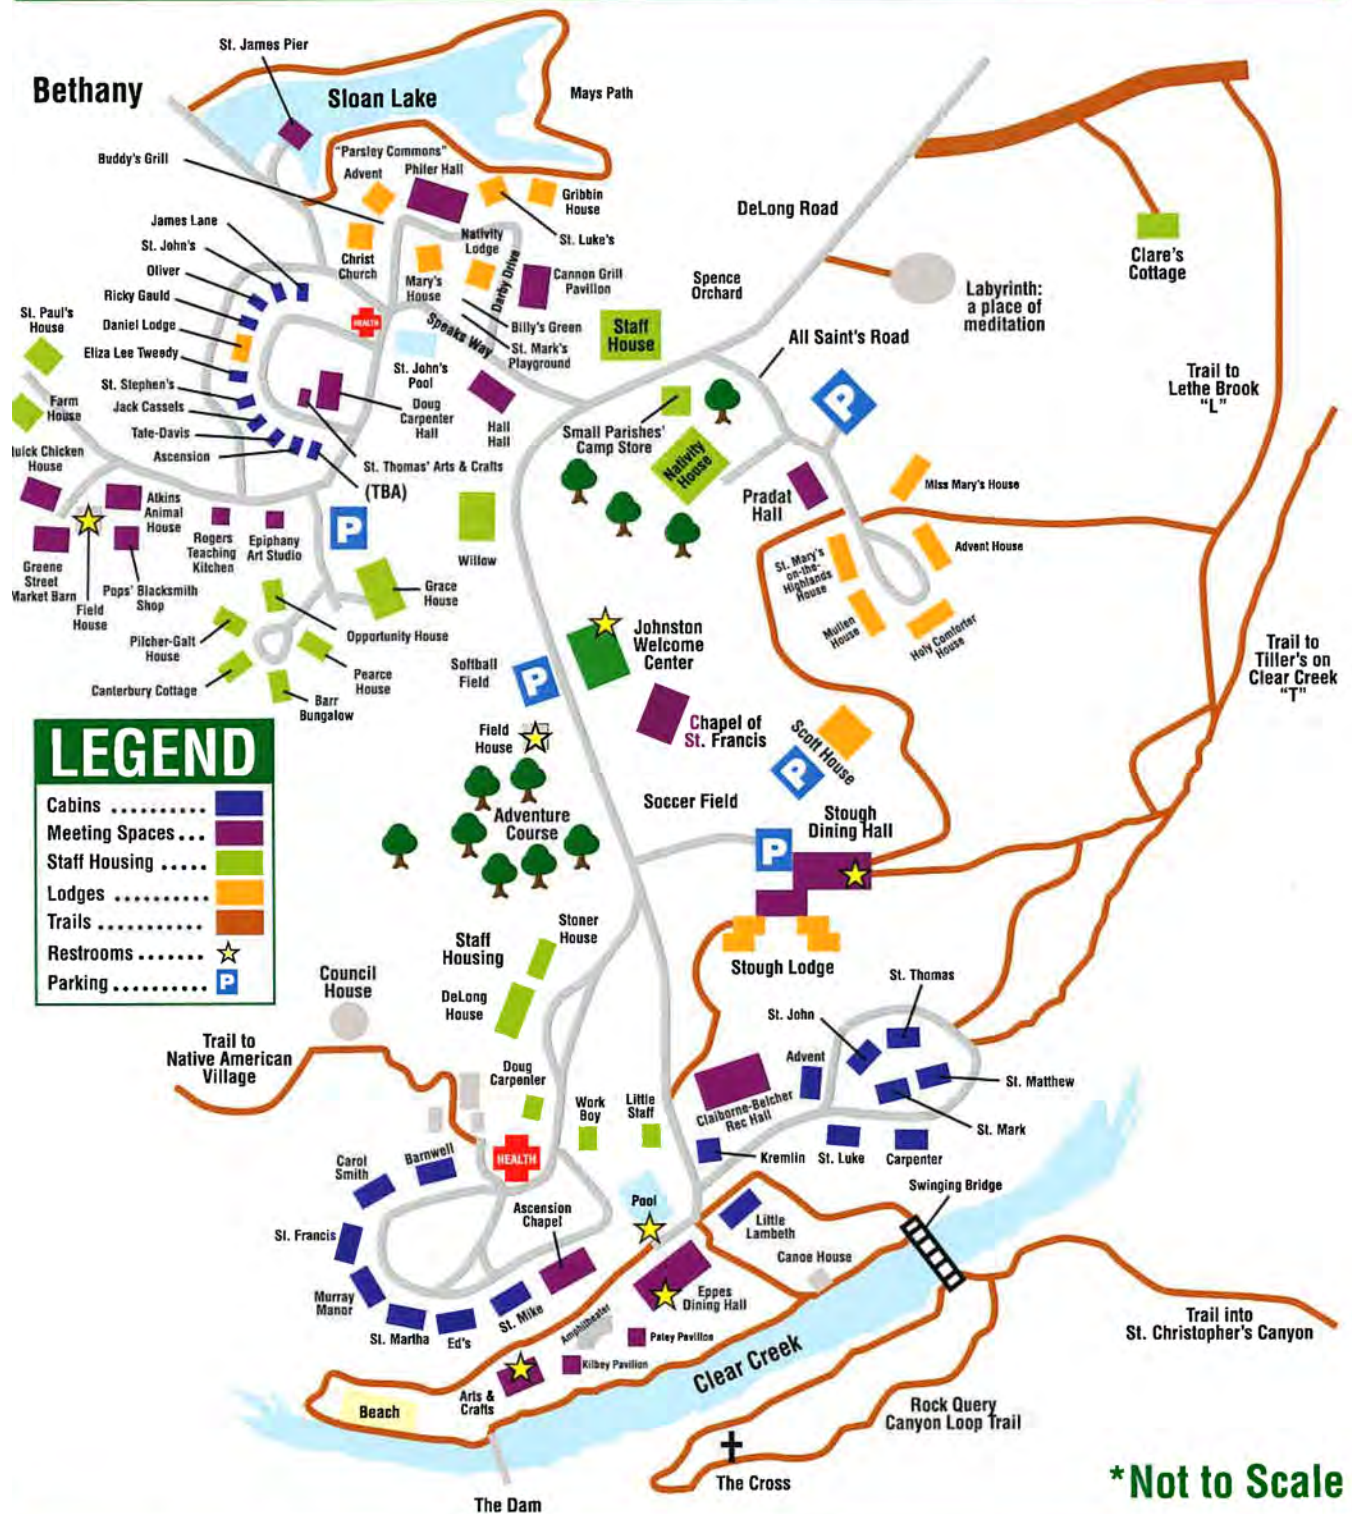 St. James Pier
Bethany
Sloan Lake
Mays Path
Buddy's Grill
"Parsley Commons"
Advent
Phifer Hall
Gribbin
House
St. Luke's
James Lane
St. John's
Oliver
Ricky Gauld
Daniel Lodge
Eliza Lee Tweedy
St. Stephen's
Jack Cassels
Tate-Davis
Ascension
(TBA)
Christ
Church
Nativity
Lodge
Mary's
House
Darby Drive
Cannon Grill
Pavilion
Billy's Green
St. Mark's
Playground
Speaks Way
HEALTH
St. John's
Pool
Doug
Carpenter
Hall
Hall
Hall
St. Thomas' Arts & Crafts
St. Paul's
House
Farm
House
uick Chicken
House
Atkins
Animal
House
Greene
Street
Market Barn
Field
House
Pops' Blacksmith
Shop
Rogers
Teaching
Kitchen
Epiphany
Art Studio
P
Willow
Grace
House
Opportunity House
Pilcher-Galt
House
Canterbury Cottage
Pearce
House
Barr
Bungalow
DeLong Road
Spence
Orchard
Staff
House
All Saint's Road
Labyrinth:
a place of
meditation
Clare's
Cottage
Trail to
Lethe Brook
"L"
P
Small Parishes'
Camp Store
Nativity
House
Pradat
Hall
Miss Mary's House
Advent House
St. Mary's
on-the-
Highlands
House
Mullen
House
Holy Comforter
House
Trail to
Tiller's on
Clear Creek
"T"
Johnston
Welcome
Center
Softball
Field
P
Chapel of
St. Francis
Field
House
Scott House
P
Adventure
Course
Soccer Field
Stough
Dining Hall
P
Stough Lodge
LEGEND
Cabins ..........
Meeting Spaces ...
Staff Housing .....
Lodges ..........
Trails ...........
Restrooms .......
Parking .......... P
Stoner
House
Staff
Housing
DeLong
House
Council
House
Trail to
Native American
Village
Doug
Carpenter
Work
Boy
Little
Staff
HEALTH
St. Thomas
St. John
Advent
St. Matthew
St. Mark
Claiborne-Belcher
Rec Hall
Kremlin
St. Luke
Carpenter
Carol
Smith
Barnwell
St. Francis
Murray
Manor
St. Martha
Ed's
St. Mike
Ascension
Chapel
Pool
Little
Lambeth
Swinging Bridge
Canoe House
Eppes
Dining Hall
Amphitheater
Patey Pavilion
Kilbey Pavilion
Arts &
Crafts
Beach
Clear Creek
The Dam
Trail into
St. Christopher's Canyon
Rock Query
Canyon Loop Trail
The Cross
*Not to Scale